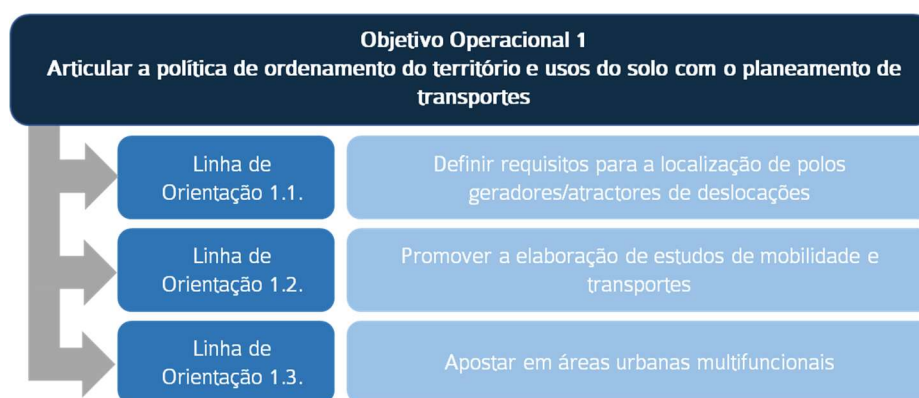 Objetivo Operacional 1
Articular a política de ordenamento do território e usos do solo com o planeamento de
transportes
Linha de
Orientação 1.1.
Definir requisitos para a localização de polos
geradores/atractores de deslocações
Linha de
Orientação 1.2.
Promover a elaboração de estudos de mobilidade e
transportes
Linha de
Orientação 1.3.
Apostar em áreas urbanas multifuncionais